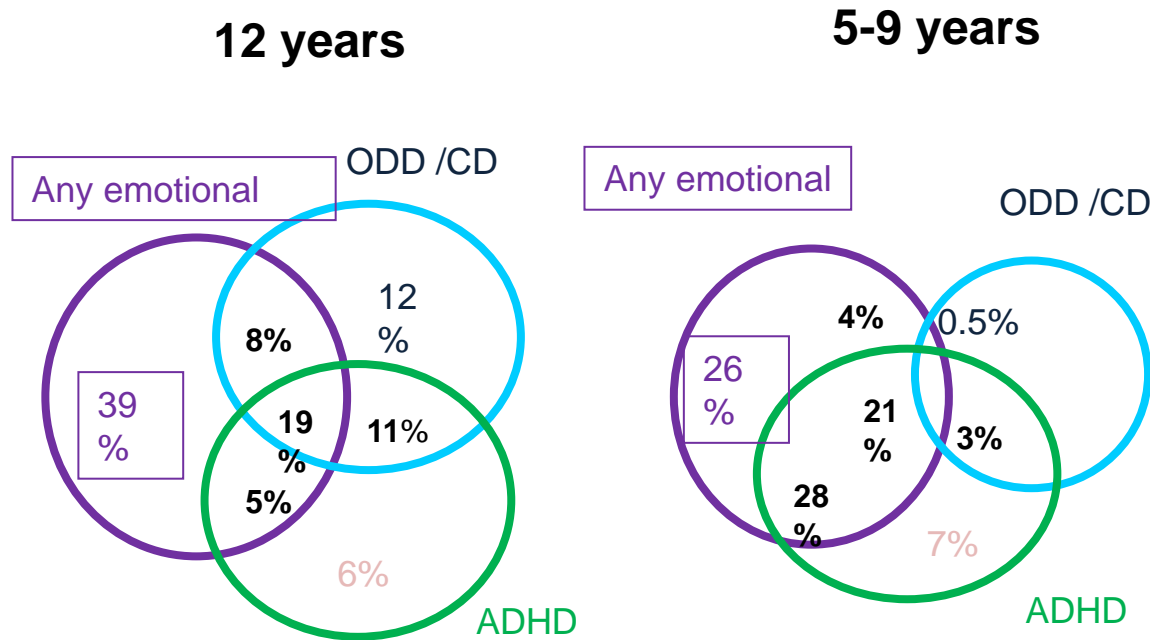 12 years
ODD /CD
Any emotional
12
%
8%
39
%
19
%
11%
5%
6%
ADHD
5-9 years
Any emotional
ODD /CD
4%
0.5%
26
%
21
%
3%
28
%
7%
ADHD